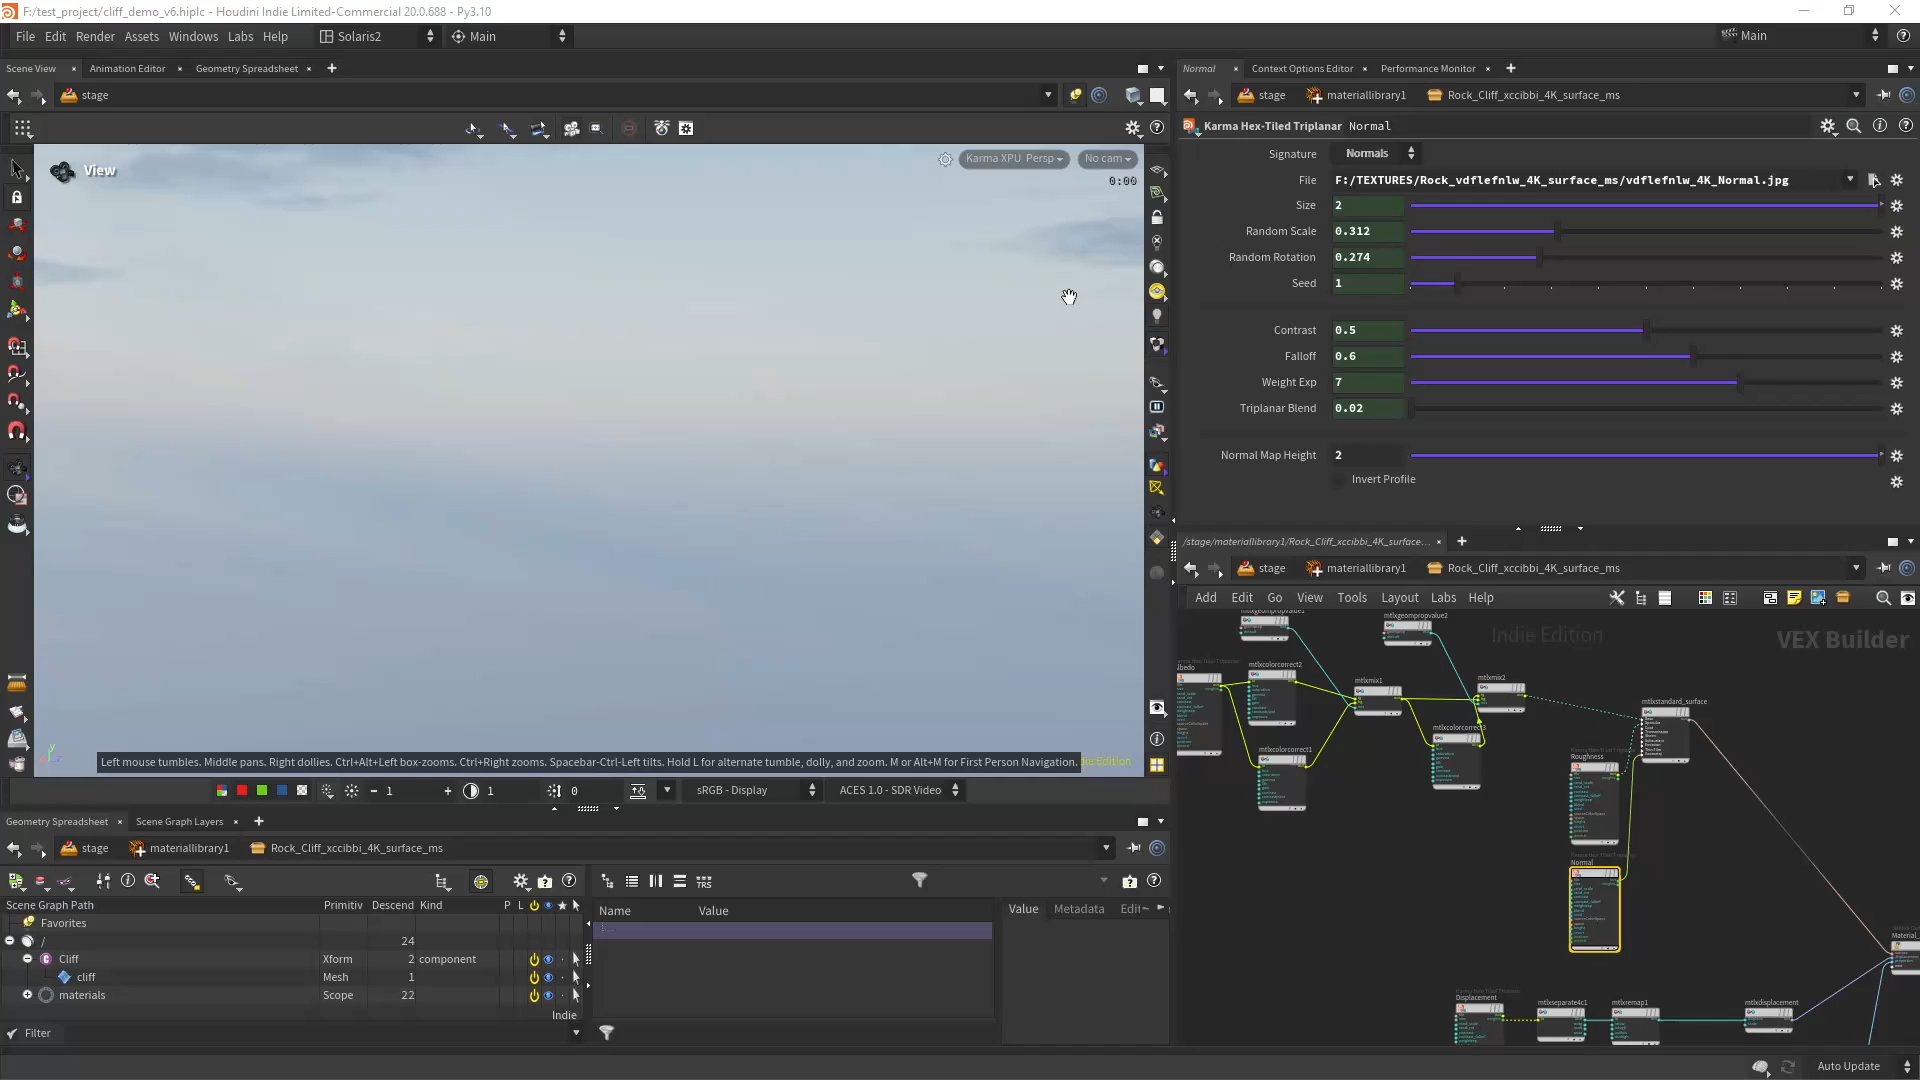 F:/test_project/cliff_demo_v6.hiplc - Houdini Indie Limited-Commercial 20.0.688 - Py3.10
File Edit Render Assets Windows Labs Help Solaris2 Main
Main
Scene View Animation Editor Geometry Spreadsheet
Normal Context Options Editor Performance Monitor
stage
stage materiallibrary1 Rock_Cliff_xccibbi_4K_surface_ms
Karma Hex-Tiled Triplanar Normal
View
Karma XPU Persp
No cam
0:00
Signature Normals
File F:/TEXTURES/Rock_vdflefnlw_4K_surface_ms/vdflefnlw_4K_Normal.jpg
Size 2
Random Scale 0.312
Random Rotation 0.274
Seed 1
Contrast 0.5
Falloff 0.6
Weight Exp 7
Triplanar Blend 0.02
Normal Map Height 2
Invert Profile
/stage/materiallibrary1/Rock_Cliff_xccibbi_4K_surface...
stage materiallibrary1 Rock_Cliff_xccibbi_4K_surface_ms
Add Edit Go View Tools Layout Labs Help
Indie Edition
VEX Builder
mtlxgeompropvalue1
mtlxgeompropvalue2
mtlxcolorcorrect2
mtlxmix1
mtlxmix2
mtlxstandard_surface
mtlxcolorcorrect1
Roughness
Normal
Displacement
mtlxseparate4c1
mtlxremap1
mtlxdisplacement
Material_
Left mouse tumbles. Middle pans. Right dollies. Ctrl+Alt+Left box-zooms. Ctrl+Right zooms. Spacebar-Ctrl-Left tilts. Hold L for alternate tumble, dolly, and zoom. M or Alt+M for First Person Navigation.
1 1 0 sRGB - Display ACES 1.0 - SDR Video
Geometry Spreadsheet Scene Graph Layers
stage materiallibrary1 Rock_Cliff_xccibbi_4K_surface_ms
TRS
Scene Graph Path Primitiv Descend Kind P L
Name Value
Value Metadata Edit
Favorites
/ 24
Cliff Xform 2 component
cliff Mesh 1
materials Scope 22
Indie
Filter
Auto Update